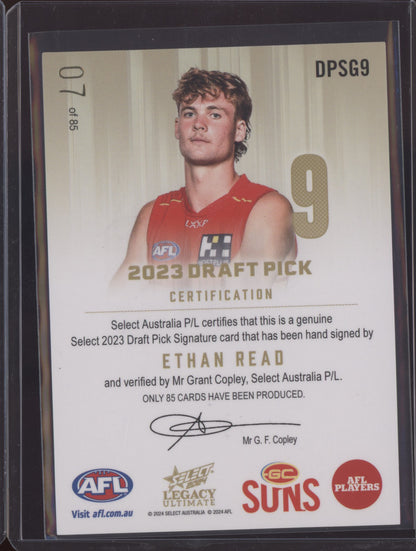 DPSG9
07 of 85
9
AFL
2023 DRAFT PICK
CERTIFICATION
Select Australia P/L certifies that this is a genuine
Select 2023 Draft Pick Signature card that has been hand signed by
ETHAN READ
and verified by Mr Grant Copley, Select Australia P/L.
ONLY 85 CARDS HAVE BEEN PRODUCED.
Mr G. F. Copley
AFL
Visit afl.com.au
SELECT
LEGACY
ULTIMATE
© 2024 SELECT AUSTRALIA © 2024 AFL
GC
SUNS
AFL
PLAYERS